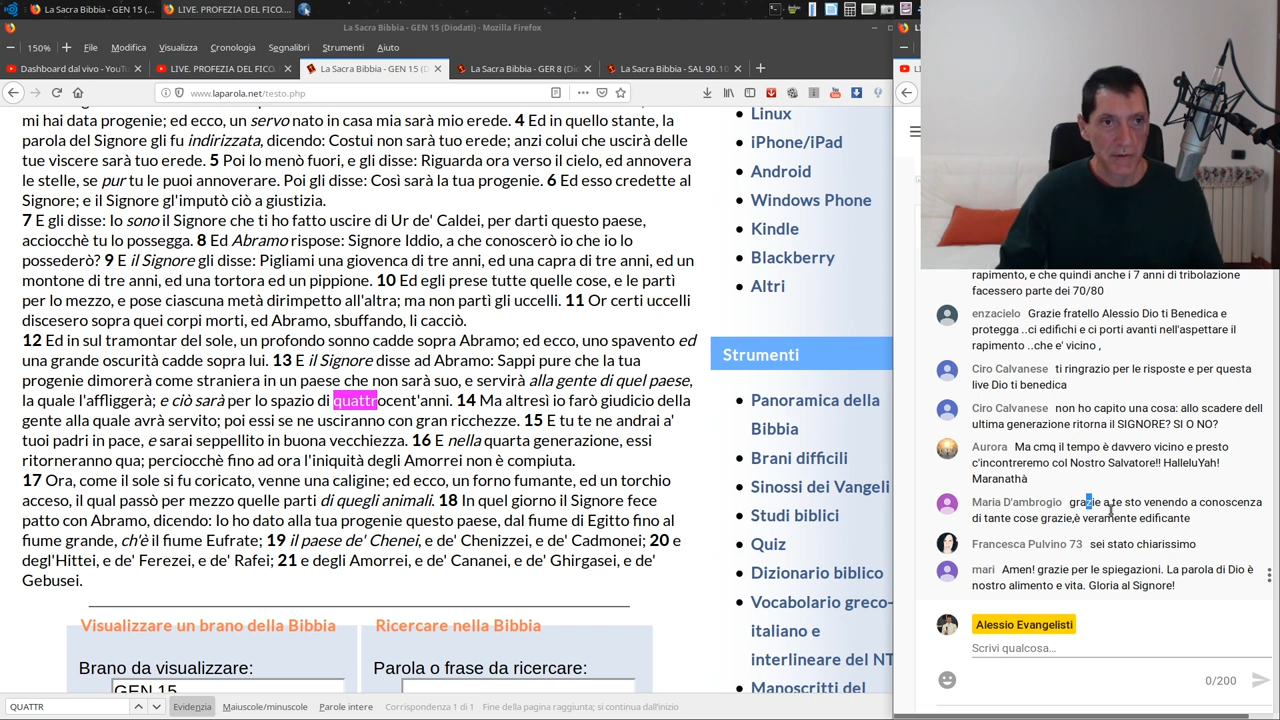 La Sacra Bibbia - GEN 15 (...
LIVE. PROFEZIA DEL FICO....
La Sacra Bibbia - GEN 15 (Diodati) - Mozilla Firefox
150%
File
Modifica
Visualizza
Cronologia
Segnalibri
Strumenti
Aiuto
Dashboard dal vivo - YouTu
LIVE. PROFEZIA DEL FICO.
La Sacra Bibbia - GEN 15 (D
La Sacra Bibbia - GER 8 (Dio
La Sacra Bibbia - SAL 90.10
www.laparola.net/testo.php
mi hai data progenie; ed ecco, un servo nato in casa mia sarà mio erede. 4 Ed in quello stante, la
parola del Signore gli fu indirizzata, dicendo: Costui non sarà tuo erede; anzi colui che uscirà delle
tue viscere sarà tuo erede. 5 Poi lo menò fuori, e gli disse: Riguarda ora verso il cielo, ed annovera
le stelle, se pur tu le puoi annoverare. Poi gli disse: Così sarà la tua progenie. 6 Ed esso credette al
Signore; e il Signore gl'imputò ciò a giustizia.
7 E gli disse: Io sono il Signore che ti ho fatto uscire di Ur de' Caldei, per darti questo paese,
acciocchè tu lo possegga. 8 Ed Abramo rispose: Signore Iddio, a che conoscerò io che io lo
possederò? 9 E il Signore gli disse: Pigliami una giovenca di tre anni, ed una capra di tre anni, ed un
montone di tre anni, ed una tortora ed un pippione. 10 Ed egli prese tutte quelle cose, e le partì
per lo mezzo, e pose ciascuna metà dirimpetto all'altra; ma non partì gli uccelli. 11 Or certi uccelli
discesero sopra quei corpi morti, ed Abramo, sbuffando, li cacciò.
12 Ed in sul tramontar del sole, un profondo sonno cadde sopra Abramo; ed ecco, uno spavento ed
una grande oscurità cadde sopra lui. 13 E il Signore disse ad Abramo: Sappi pure che la tua
progenie dimorerà come straniera in un paese che non sarà suo, e servirà alla gente di quel paese,
la quale l'affliggerà; e ciò sarà per lo spazio di quattrocent'anni. 14 Ma altresì io farò giudicio della
gente alla quale avrà servito; poi essi se ne usciranno con gran ricchezze. 15 E tu te ne andrai a'
tuoi padri in pace, e sarai seppellito in buona vecchiezza. 16 E nella quarta generazione, essi
ritorneranno qua; perciocchè fino ad ora l'iniquità degli Amorrei non è compiuta.
17 Ora, come il sole si fu coricato, venne una caligine; ed ecco, un forno fumante, ed un torchio
acceso, il qual passò per mezzo quelle parti di quegli animali. 18 In quel giorno il Signore fece
patto con Abramo, dicendo: Io ho dato alla tua progenie questo paese, dal fiume di Egitto fino al
fiume grande, ch'è il fiume Eufrate; 19 il paese de' Chenei, e de' Chenizzei, e de' Cadmonei; 20 e
degl'Hittei, e de' Ferezei, e de' Rafei; 21 e degli Amorrei, e de' Cananei, e de' Ghirgasei, e de'
Gebusei.
Visualizzare un brano della Bibbia
Ricercare nella Bibbia
Brano da visualizzare:
Parola o frase da ricercare:
GEN 15
Linux
iPhone/iPad
Android
Windows Phone
Kindle
Blackberry
Altri
Strumenti
Panoramica della
Bibbia
Brani difficili
Sinossi dei Vangeli
Studi biblici
Quiz
Dizionario biblico
Vocabolario greco-
italiano e
interlineare del NT
Manoscritti del
QUATTR
Evidenzia
Maiuscole/minuscole
Parole intere
Corrispondenza 1 di 1
Fine della pagina raggiunta; si continua dall'inizio
rapimento, e che quindi anche i 7 anni di tribolazione
facessero parte dei 70/80
enzacielo Grazie fratello Alessio Dio ti Benedica e
protegga ..ci edifichi e ci porti avanti nell'aspettare il
rapimento ..che e' vicino ,
Ciro Calvanese ti ringrazio per le risposte e per questa
live Dio ti benedica
Ciro Calvanese non ho capito una cosa: allo scadere dell
ultima generazione ritorna il SIGNORE? SI O NO?
Aurora Ma cmq il tempo è davvero vicino e presto
c'incontreremo col Nostro Salvatore!! HalleluYah!
Maranathà
Maria D'ambrogio grazie a te sto venendo a conoscenza
di tante cose grazie,è veramente edificante
Francesca Pulvino 73 sei stato chiarissimo
mari Amen! grazie per le spiegazioni. La parola di Dio è
nostro alimento e vita. Gloria al Signore!
Alessio Evangelisti
Scrivi qualcosa...
0/200